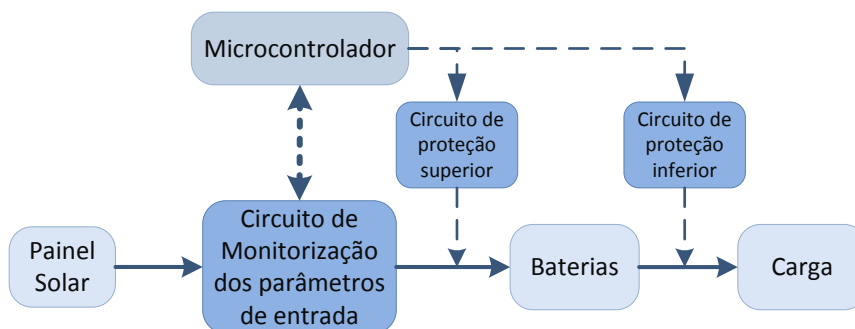 Microcontrolador
Circuito de
proteção
superior
Circuito de
proteção
inferior
Painel
Solar
Circuito de
Monitorização
dos parâmetros
de entrada
Baterias
Carga